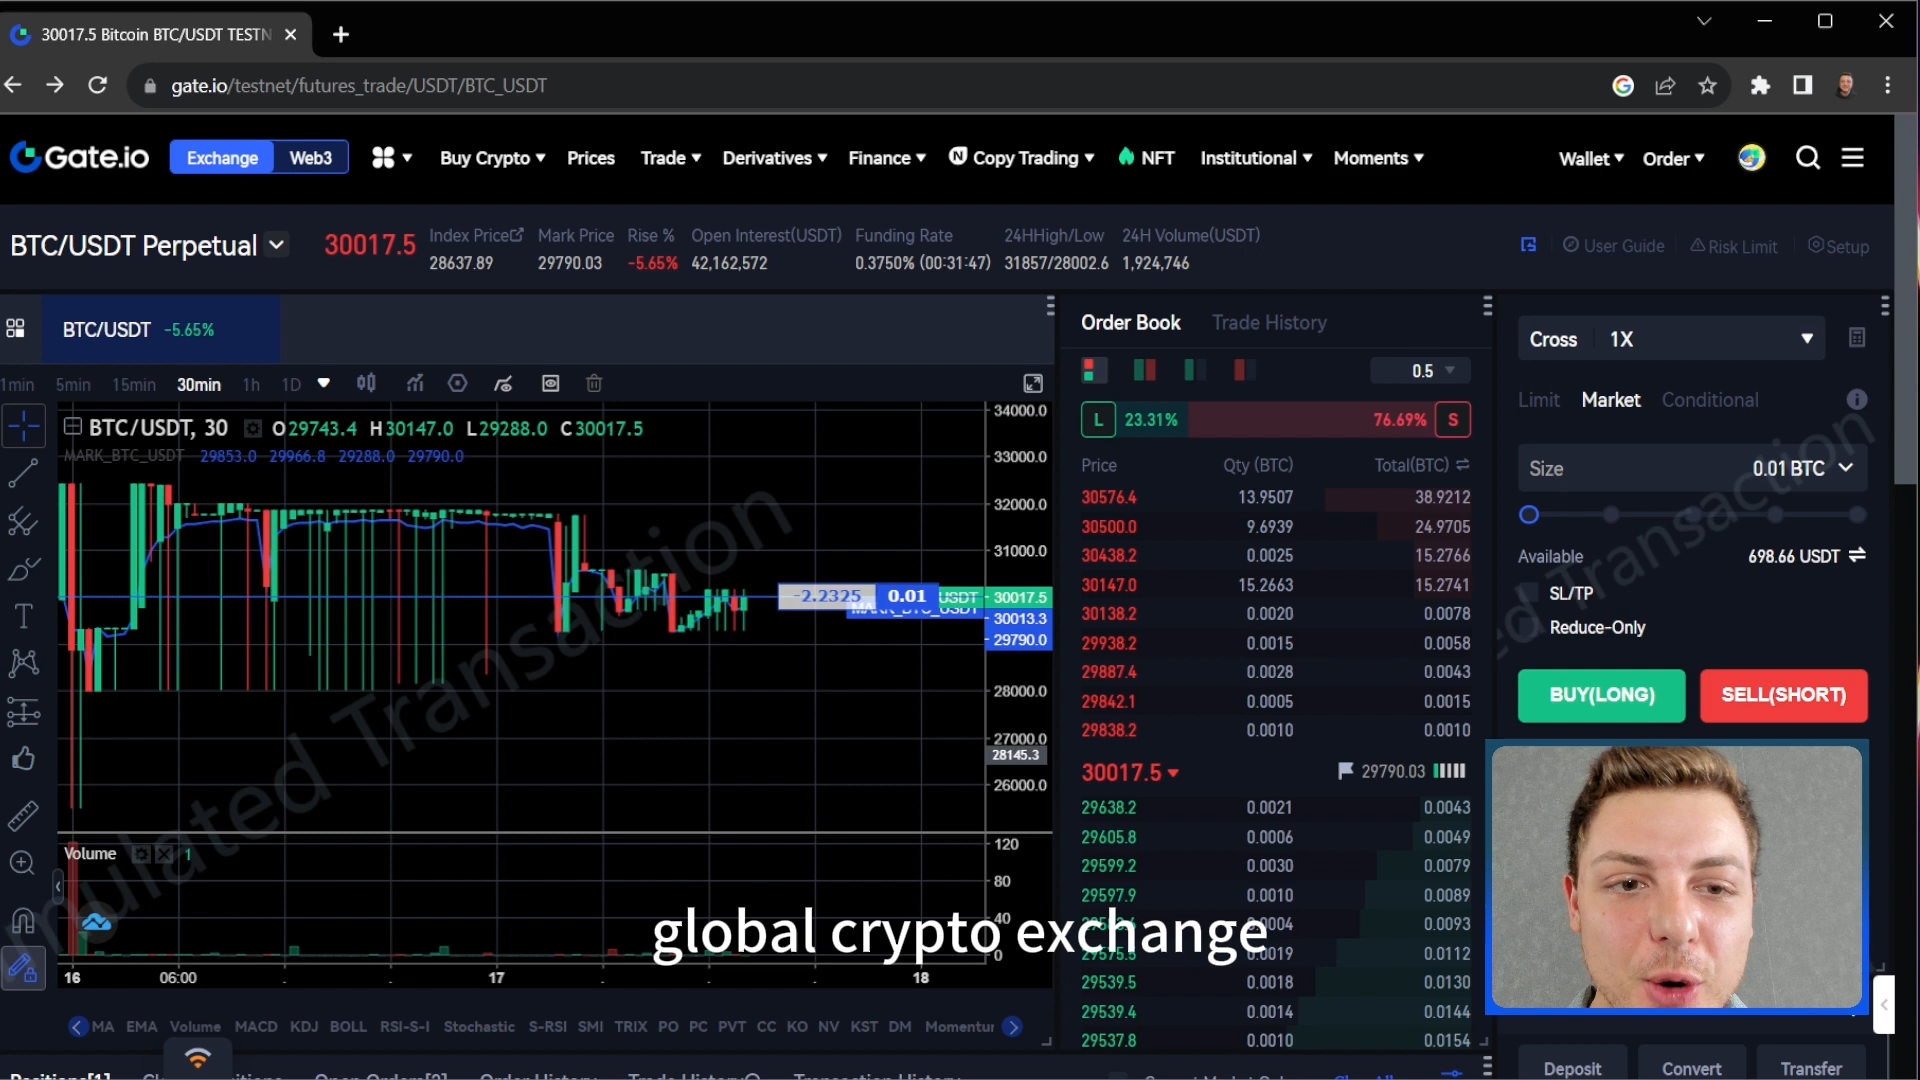 30017.5 Bitcoin BTC/USDT TESTN
gate.io/testnet/futures_trade/USDT/BTC_USDT
Gate.io Exchange Web3 Buy Crypto Prices Trade Derivatives Finance Copy Trading NFT Institutional Moments Wallet Order
BTC/USDT Perpetual 30017.5
Index Price Mark Price Rise % Open Interest(USDT) Funding Rate 24HHigh/Low 24H Volume(USDT)
28637.89 29790.03 -5.65% 42,162,572 0.3750% (00:31:47) 31857/28002.6 1,924,746
User Guide Risk Limit Setup
BTC/USDT -5.65%
1min 5min 15min 30min 1h 1D
BTC/USDT, 30 O29743.4 H30147.0 L29288.0 C30017.5
MARK_BTC_USDT 29853.0 29966.8 29288.0 29790.0
34000.0
33000.0
32000.0
31000.0
-2.2325 0.01 USDT 30017.5
30013.3
29790.0
28000.0
27000.0
28145.3
26000.0
Volume 1
120
80
40
0
16 06:00 17 18
Transaction
MA EMA Volume MACD KDJ BOLL RSI-S-I Stochastic S-RSI SMI TRIX PO PC PVT CC KO NV KST DM Momentur
Order Book Trade History
0.5
L 23.31% 76.69% S
Price Qty (BTC) Total(BTC)
30576.4 13.9507 38.9212
30500.0 9.6939 24.9705
30438.2 0.0025 15.2766
30147.0 15.2663 15.2741
30138.2 0.0020 0.0078
29938.2 0.0015 0.0058
29887.4 0.0028 0.0043
29842.1 0.0005 0.0015
29838.2 0.0010 0.0010
30017.5 29790.03
29638.2 0.0021 0.0043
29605.8 0.0006 0.0049
29599.2 0.0030 0.0079
29597.9 0.0010 0.0089
0.0004 0.0093
29575.5 0.0019 0.0112
29539.5 0.0018 0.0130
29539.4 0.0014 0.0144
29537.8 0.0010 0.0154
global crypto exchange
Cross 1X
Limit Market Conditional
Size 0.01 BTC
Available 698.66 USDT
SL/TP
Reduce-Only
BUY(LONG) SELL(SHORT)
Transaction
Deposit Convert Transfer